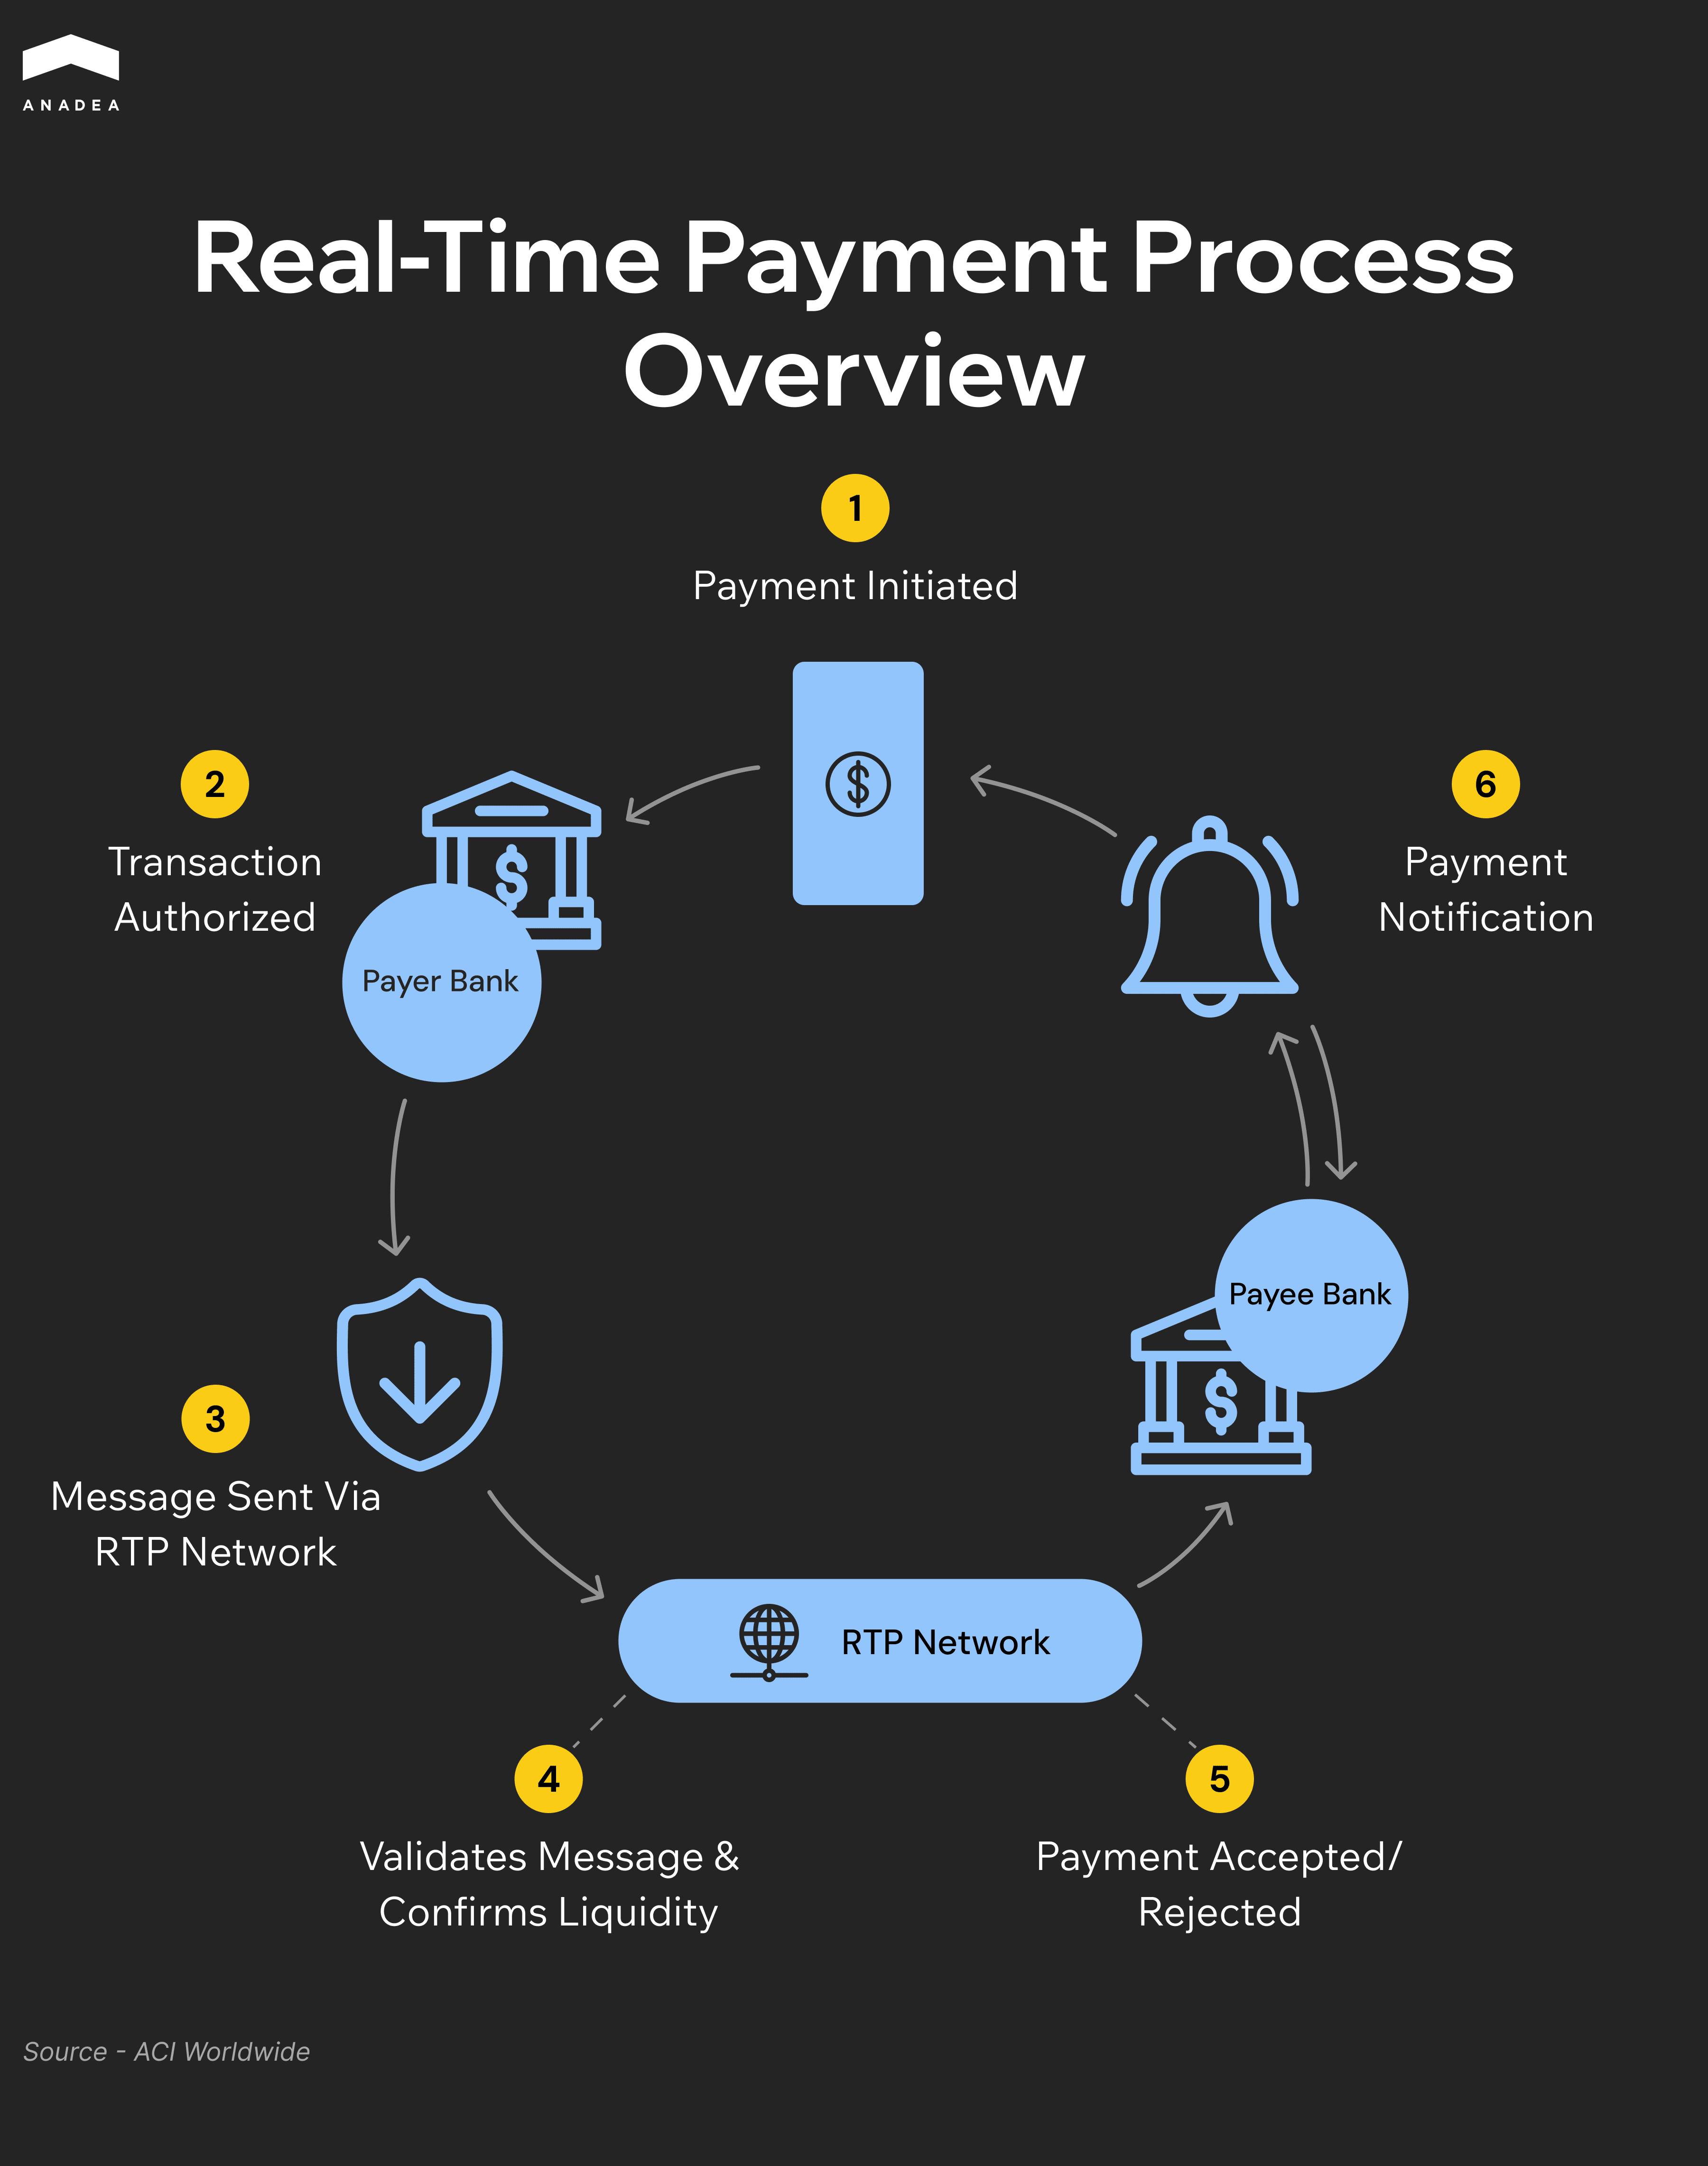 ANADEA
Real-Time Payment Process
Overview
1
Payment Initiated
2
Transaction
Authorized
Payer Bank
6
Payment
Notification
Payee Bank
3
Message Sent Via
RTP Network
RTP Network
4
Validates Message &
Confirms Liquidity
5
Payment Accepted/
Rejected
Source - ACI Worldwide